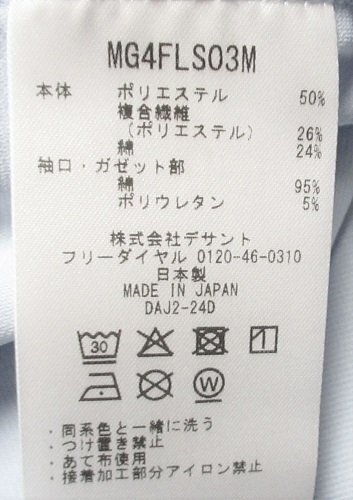 MG4FLS03M
本体 ポリエステル 50%
複合繊維
(ポリエステル) 26%
綿 24%
袖口・ガゼット部
綿 95%
ポリウレタン 5%
株式会社デサント
フリーダイヤル 0120-46-0310
日本製
MADE IN JAPAN
DAJ2-24D
30 1
W
・同系色と一緒に洗う
・つけ置き禁止
・あて布使用
・接着加工部分アイロン禁止